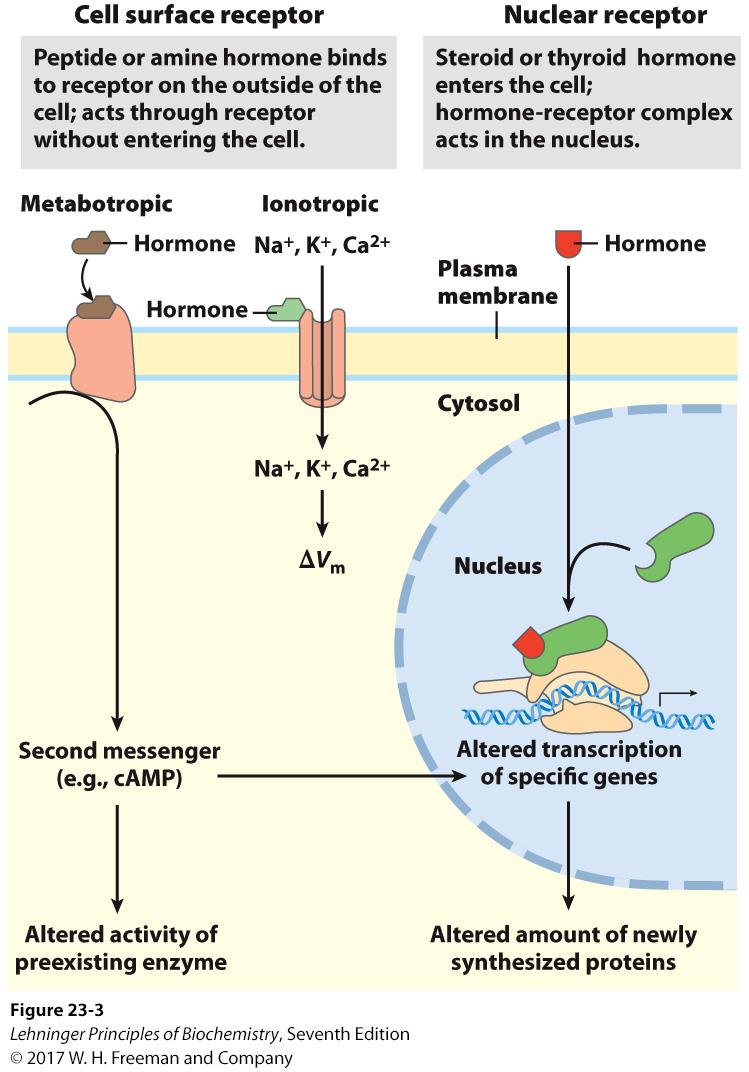 Cell surface receptor
Nuclear receptor
Peptide or amine hormone binds
to receptor on the outside of the
cell; acts through receptor
without entering the cell.
Steroid or thyroid hormone
enters the cell;
hormone-receptor complex
acts in the nucleus.
Metabotropic
Ionotropic
Hormone
Na⁺, K⁺, Ca²⁺
Hormone
Plasma
membrane
Hormone
Cytosol
Na⁺, K⁺, Ca²⁺
ΔVm
Nucleus
Second messenger
(e.g., cAMP)
Altered transcription
of specific genes
Altered activity of
preexisting enzyme
Altered amount of newly
synthesized proteins
Figure 23-3
Lehninger Principles of Biochemistry, Seventh Edition
© 2017 W. H. Freeman and Company